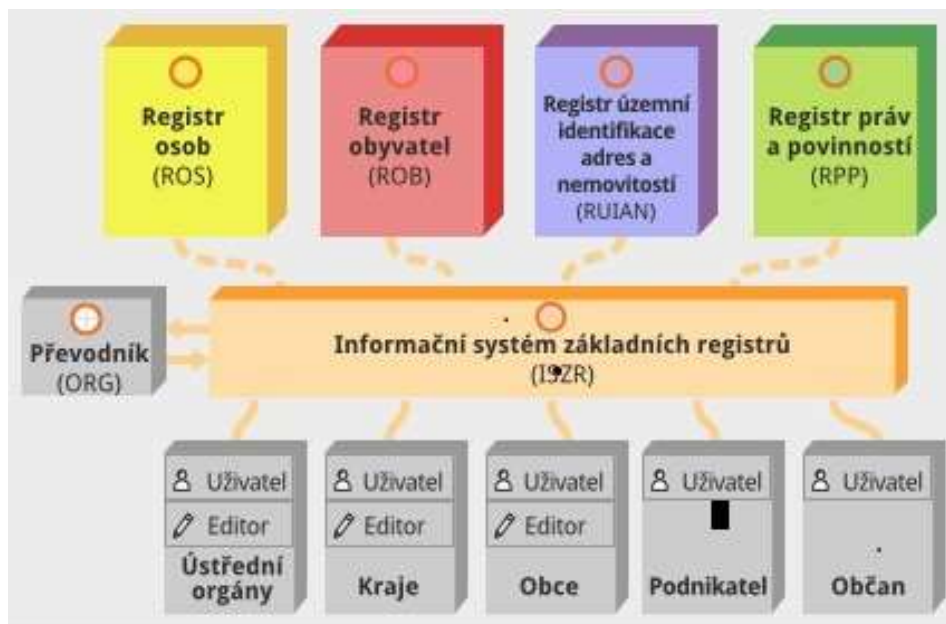 Registr
osob
(ROS)
Registr
obyvatel
(ROB)
Registr územní
identifikace
adres a
nemovitostí
(RUIAN)
Registr práv
a povinností
(RPP)
Převodník
(ORG)
Informační systém základních registrů
(ISZR)
Uživatel
Editor
Ústřední
orgány
Uživatel
Editor
Kraje
Uživatel
Editor
Obce
Uživatel
Podnikatel
Uživatel
Občan